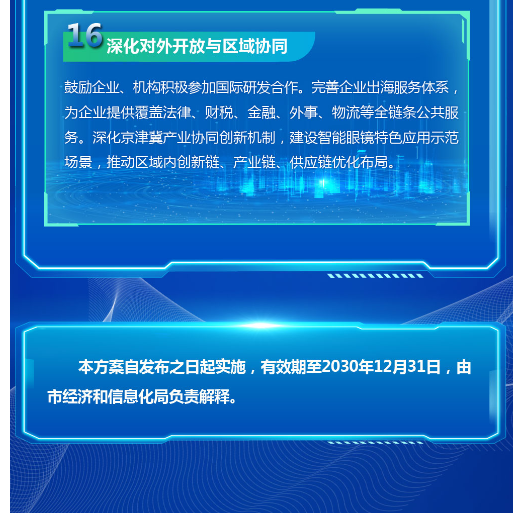 16 深化对外开放与区域协同
鼓励企业、机构积极参加国际研发合作。完善企业出海服务体系，
为企业提供覆盖法律、财税、金融、外事、物流等全链条公共服
务。深化京津冀产业协同创新机制，建设智能眼镜特色应用示范
场景，推动区域内创新链、产业链、供应链优化布局。
本方案自发布之日起实施，有效期至2030年12月31日，由
市经济和信息化局负责解释。